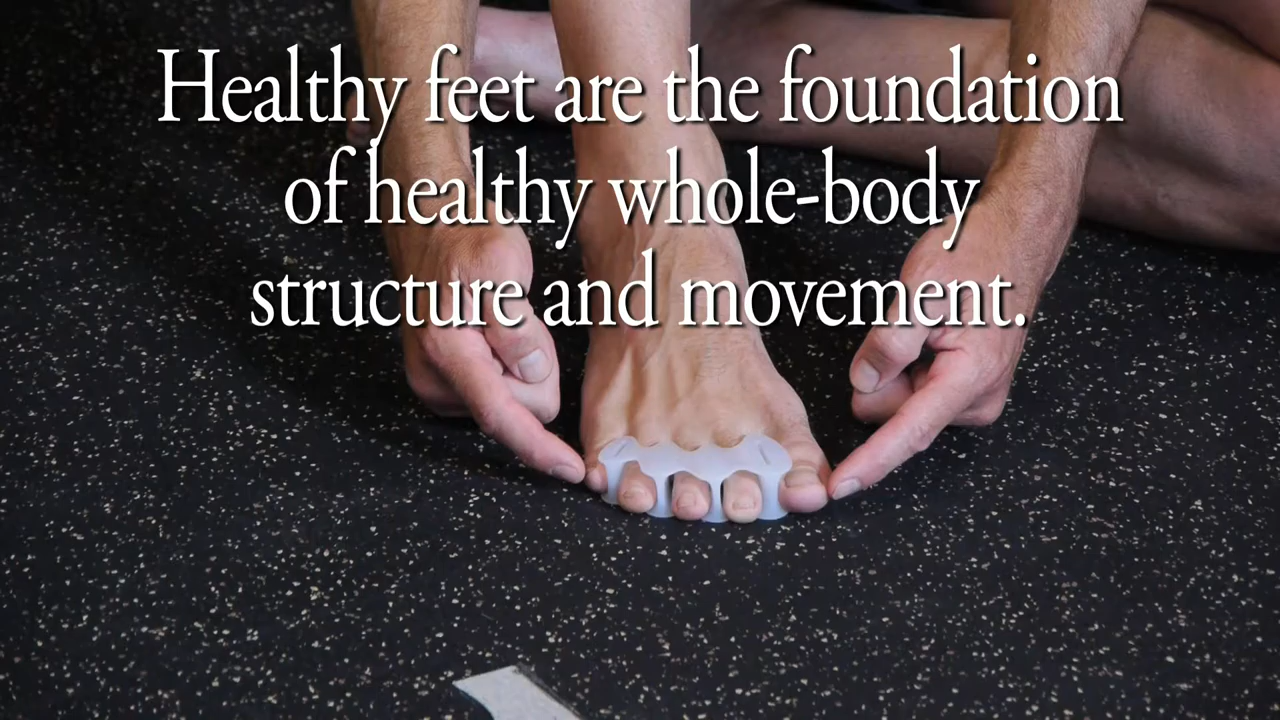 Healthy feet are the foundation
of healthy whole-body
structure and movement.